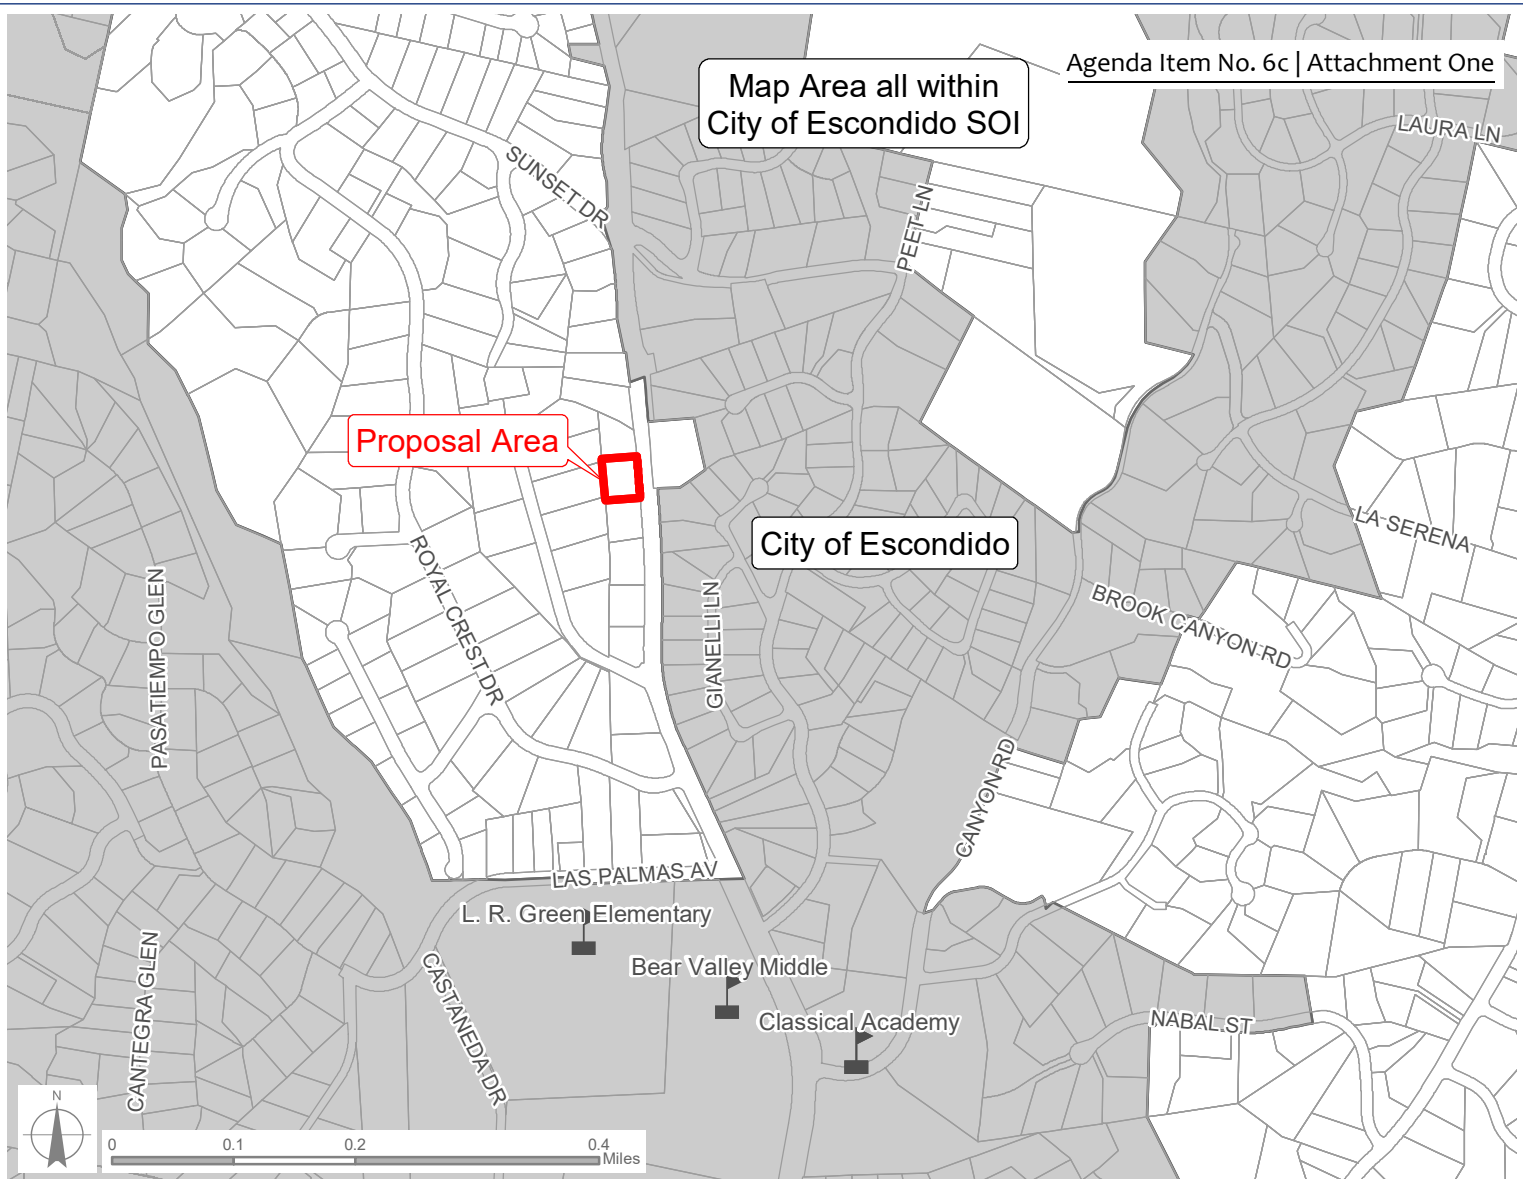 Agenda Item No. 6c | Attachment One
Map Area all within
City of Escondido SOI
LAURA LN
SUNSET DR
PEET LN
Proposal Area
City of Escondido
LA SERENA
ROYAL CREST DR
PASATIEMPO GLEN
GIANELLI LN
BROOK CANYON RD
CANYON RD
LAS PALMAS AV
L. R. Green Elementary
Bear Valley Middle
Classical Academy
CANTEGRA GLEN
CASTANEDA DR
NABAL ST
N
0 0.1 0.2 0.4
Miles